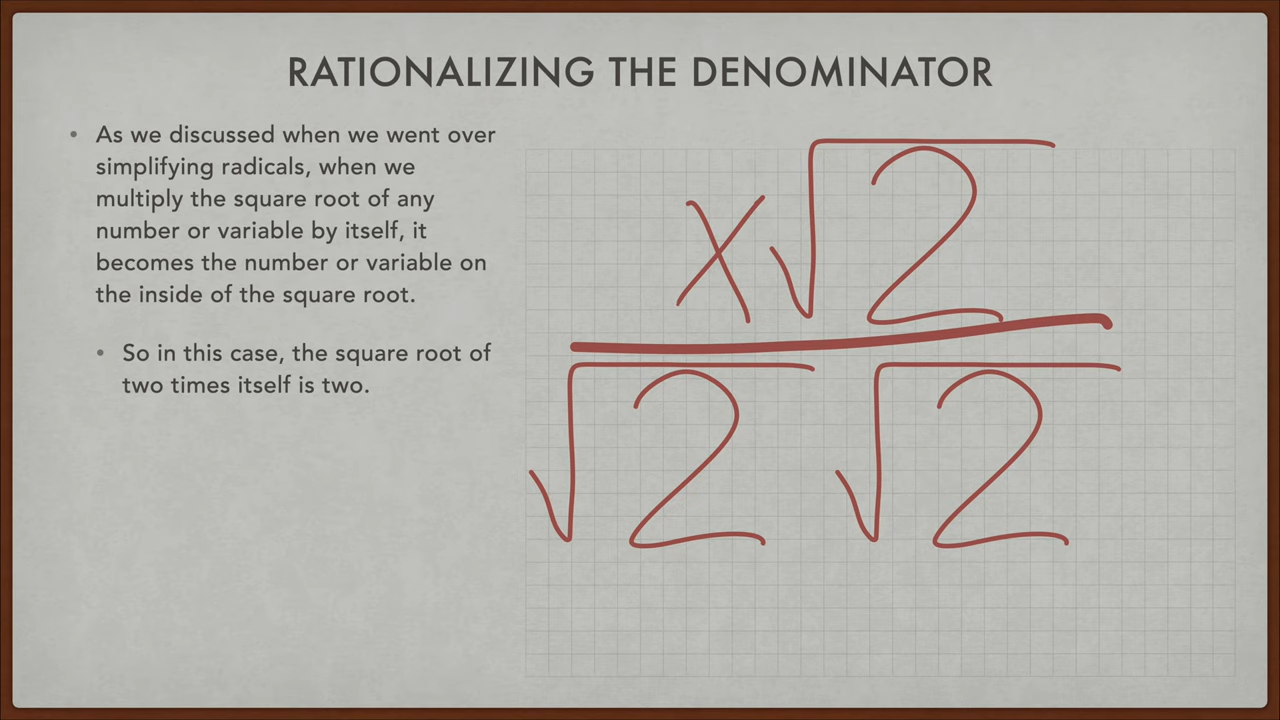 RATIONALIZING THE DENOMINATOR
• As we discussed when we went over
simplifying radicals, when we
multiply the square root of any
number or variable by itself, it
becomes the number or variable on
the inside of the square root.
• So in this case, the square root of
two times itself is two.
x√2
√2 √2